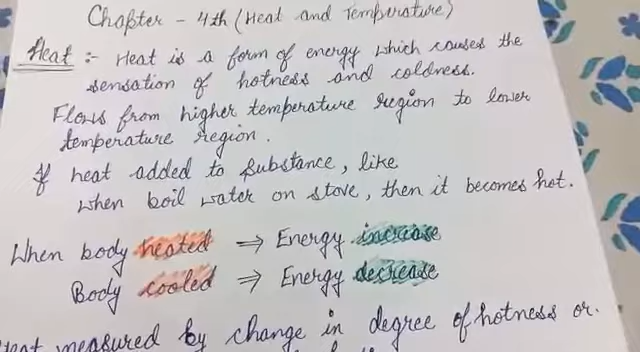 Chapter - 4th (Heat and Temperature)
Heat :- Heat is a form of energy which causes the
sensation of hotness and coldness.
Flows from higher temperature region to lower
temperature region.
If heat added to substance, like
when boil water on stove, then it becomes hot.
When body heated ⇒ Energy increase
Body cooled ⇒ Energy decrease
Heat measured by change in degree of hotness or